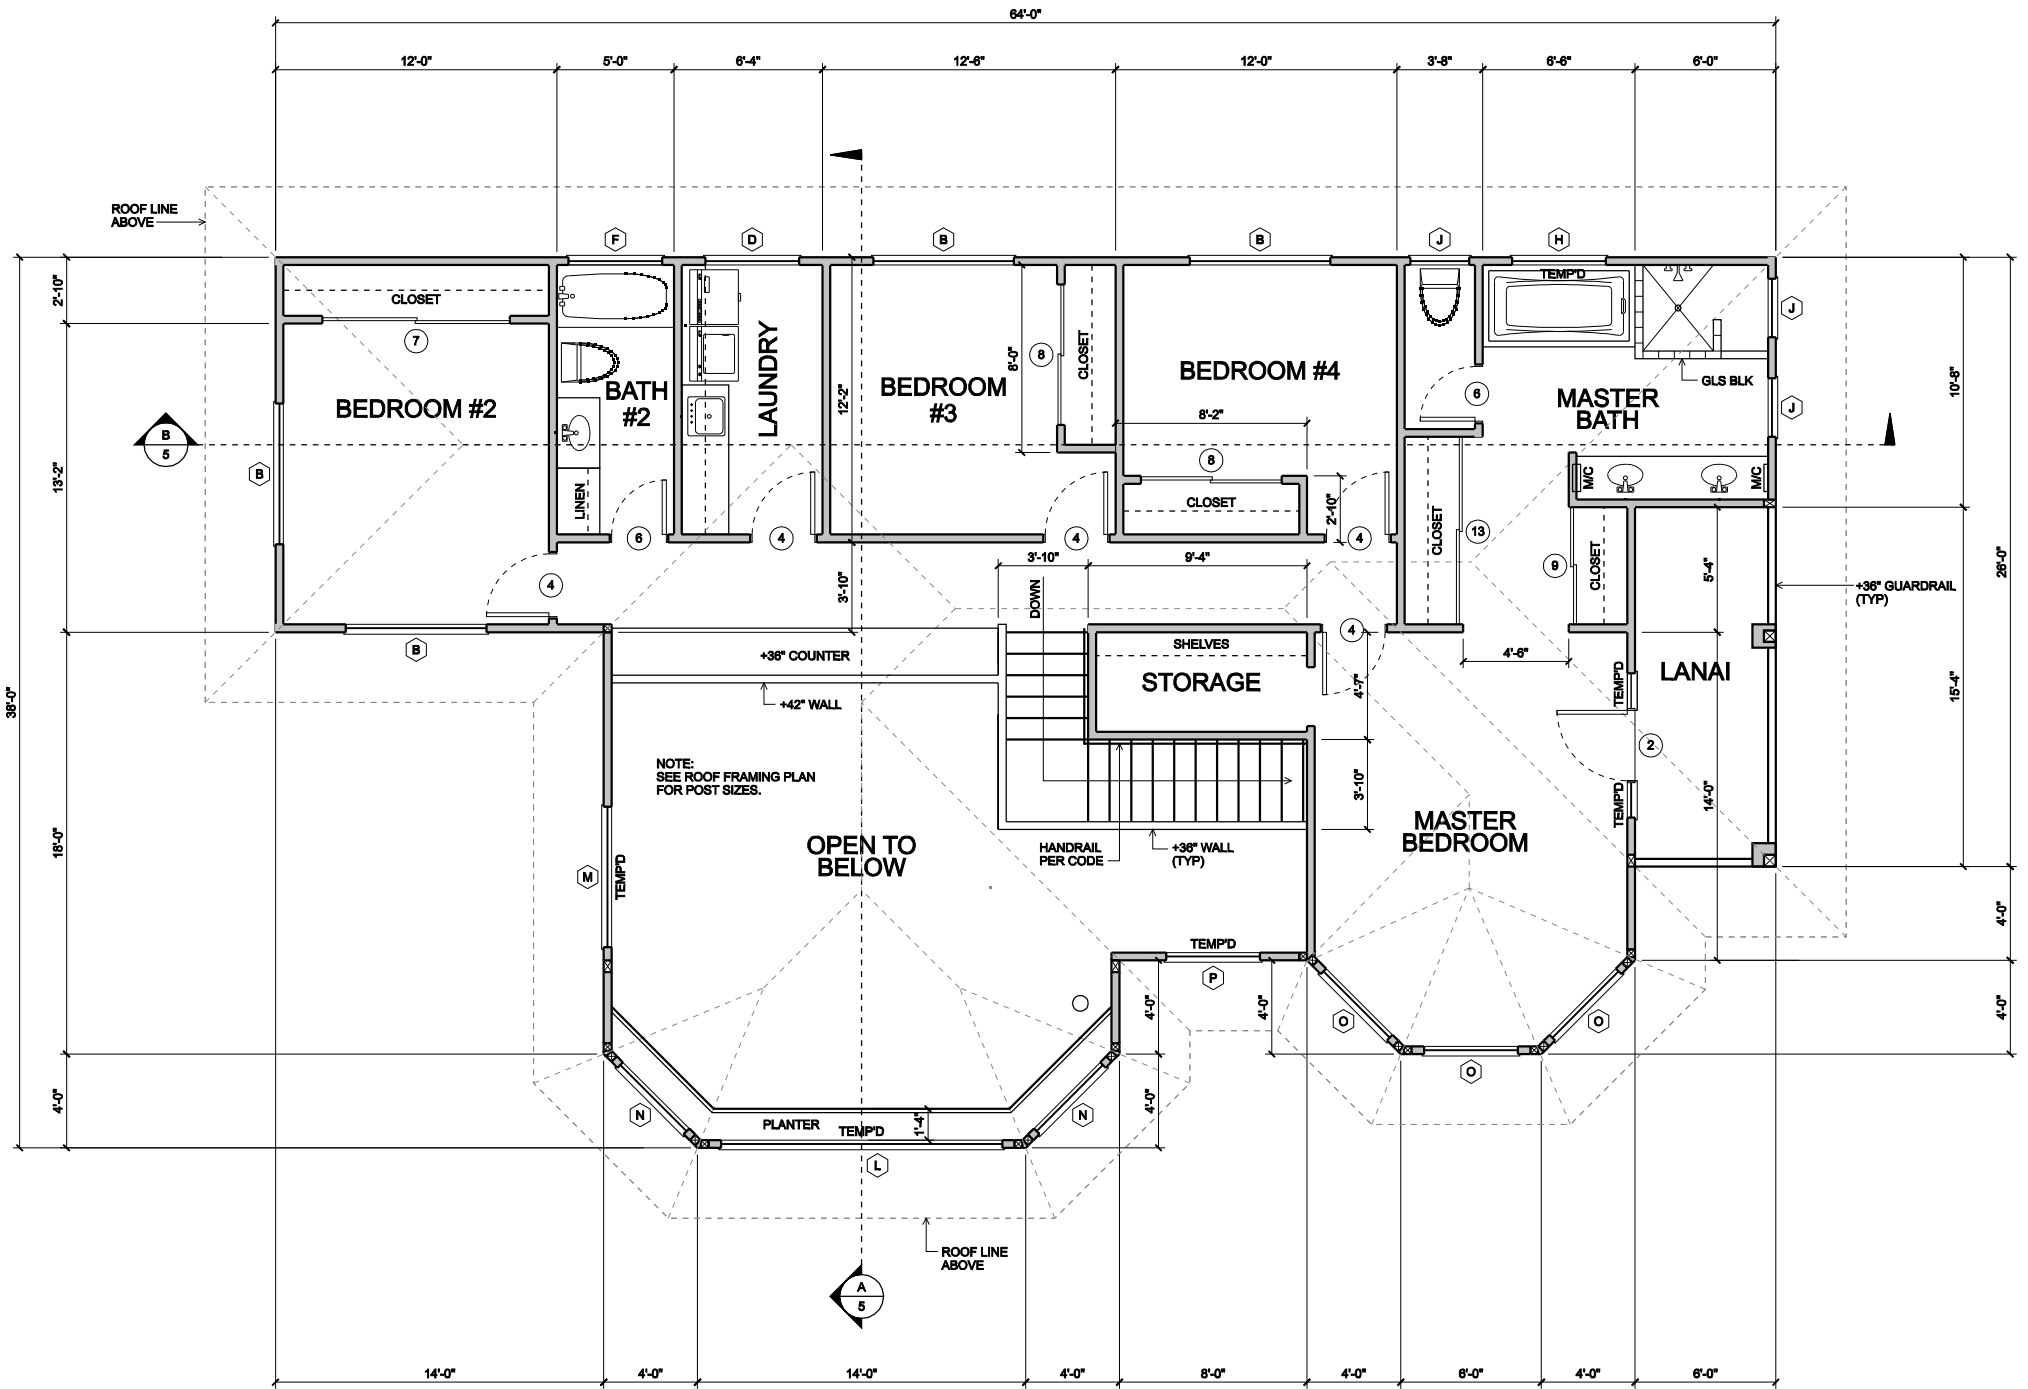 64'-0"
12'-0"
5'-0"
6'-4"
12'-6"
12'-0"
3'-8"
6'-6"
6'-0"
ROOF LINE
ABOVE
F
D
B
B
J
H
2'-10"
CLOSET
7
BEDROOM #2
BATH
#2
LINEN
LAUNDRY
12'-2"
BEDROOM
#3
8'-0"
8
CLOSET
BEDROOM #4
8'-2"
8
CLOSET
2'-10"
TEMP'D
GLS BLK
6
MASTER
BATH
M/C
M/C
J
J
10'-8"
B
5
B
13'-2"
6
4
4
4
4
CLOSET
13
9
CLOSET
5'-4"
26'-0"
+36" GUARDRAIL
(TYP)
3'-10"
3'-10"
9'-4"
DOWN
4
B
+36" COUNTER
+42" WALL
SHELVES
STORAGE
4'-7"
4'-6"
TEMP'D
LANAI
15'-4"
38'-0"
2
NOTE:
SEE ROOF FRAMING PLAN
FOR POST SIZES.
3'-10"
TEMP'D
14'-0"
18'-0"
OPEN TO
BELOW
HANDRAIL
PER CODE
+36" WALL
(TYP)
MASTER
BEDROOM
M
TEMP'D
4'-0"
TEMP'D
P
4'-0"
4'-0"
4'-0"
O
O
O
4'-0"
N
PLANTER
TEMP'D
1'-4"
N
4'-0"
L
ROOF LINE
ABOVE
A
5
14'-0"
4'-0"
14'-0"
4'-0"
8'-0"
4'-0"
6'-0"
4'-0"
6'-0"